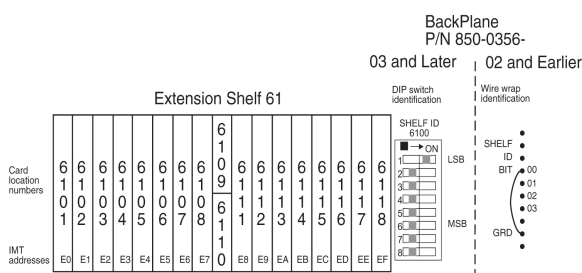 BackPlane
P/N 850-0356-
03 and Later
02 and Earlier
Extension Shelf 61
DIP switch
identification
Wire wrap
identification
SHELF ID
6100
ON
1
LSB
2
3
4
5
6
MSB
7
8
SHELF
ID
BIT
00
01
02
03
GRD
Card
location
numbers
6101
6102
6103
6104
6105
6106
6107
6108
6109
6110
6111
6112
6113
6114
6115
6116
6117
6118
IMT
addresses
E0 E1 E2 E3 E4 E5 E6 E7 E8 E9 EA EB EC ED EE EF